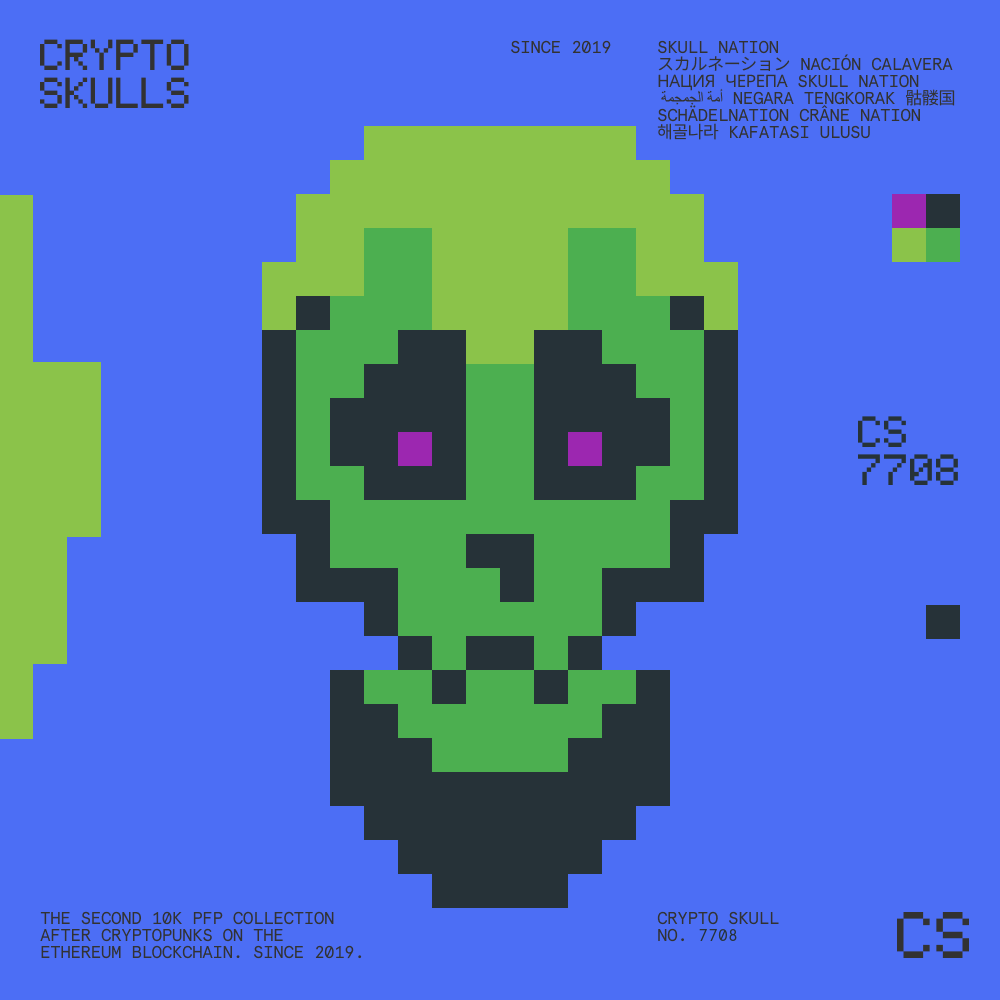 CRYPTO
SKULLS
SINCE 2019
SKULL NATION
スカルネーション NACIÓN CALAVERA
НАЦИЯ ЧЕРЕПА SKULL NATION
أمة الجمجمة NEGARA TENGKORAK 骷髅国
SCHÄDELNATION CRÂNE NATION
해골나라 KAFATASI ULUSU
CS
7708
THE SECOND 10K PFP COLLECTION
AFTER CRYPTOPUNKS ON THE
ETHEREUM BLOCKCHAIN. SINCE 2019.
CRYPTO SKULL
NO. 7708
CS